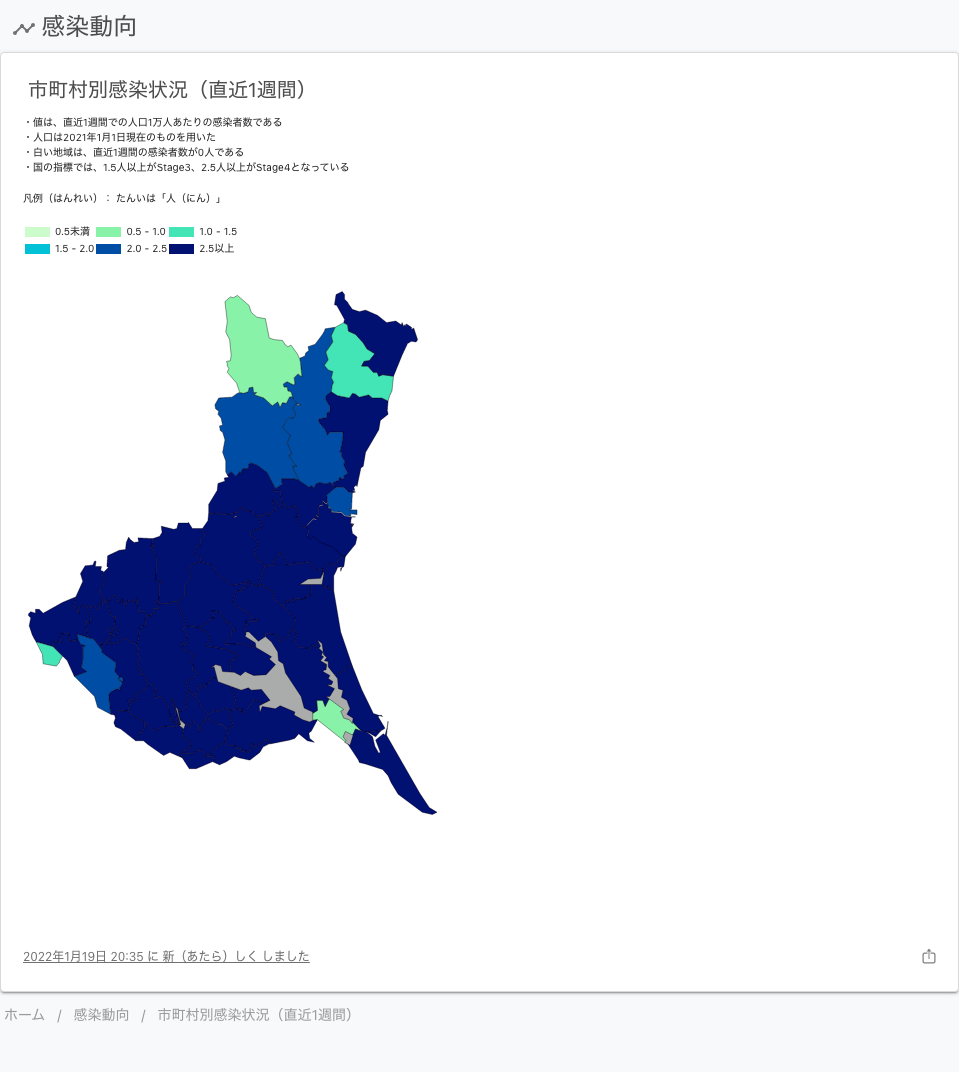 感染動向
市町村別感染状況（直近1週間）
・値は、直近1週間での人口1万人あたりの感染者数である
・人口は2021年1月1日現在のものを用いた
・白い地域は、直近1週間の感染者数が0人である
・国の指標では、1.5人以上がStage3、2.5人以上がStage4となっている
凡例（はんれい）： たんいは「人（にん）」
0.5未満 0.5 - 1.0 1.0 - 1.5
1.5 - 2.0 2.0 - 2.5 2.5以上
2022年1月19日 20:35 に 新（あたら）しく しました
ホーム / 感染動向 / 市町村別感染状況（直近1週間）